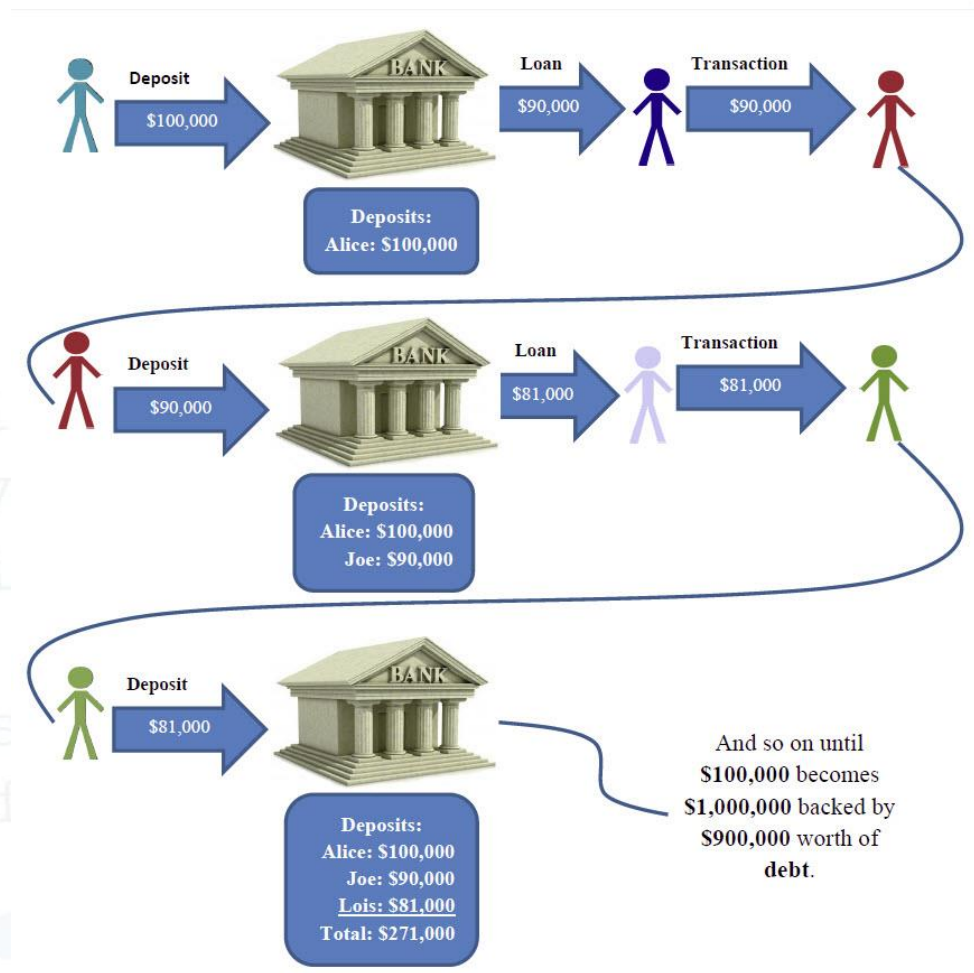 BANK
Deposit
$100,000
Loan
$90,000
Transaction
$90,000
Deposits:
Alice: $100,000
BANK
Deposit
$90,000
Loan
$81,000
Transaction
$81,000
Deposits:
Alice: $100,000
Joe: $90,000
BANK
Deposit
$81,000
Deposits:
Alice: $100,000
Joe: $90,000
Lois: $81,000
Total: $271,000
And so on until
$100,000 becomes
$1,000,000 backed by
$900,000 worth of
debt.